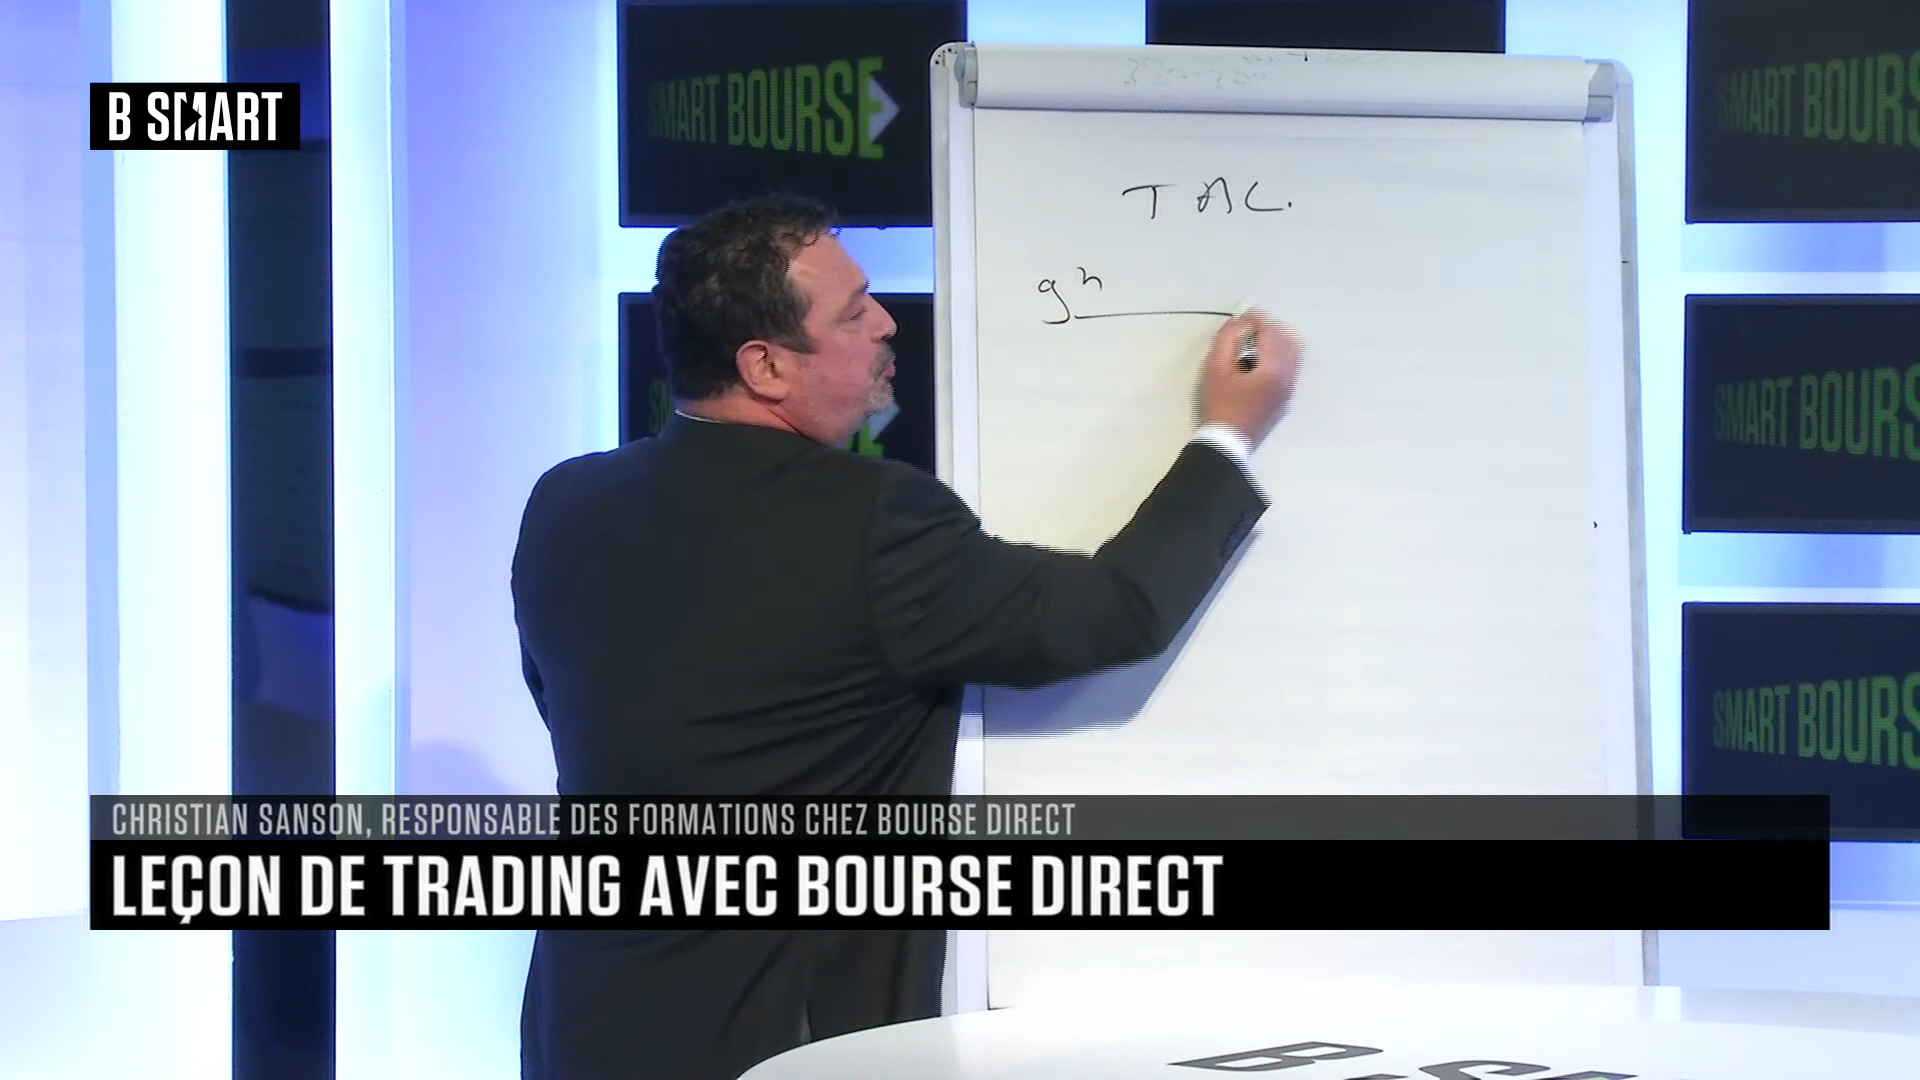 B SMART
SMART BOURSE
SMART BOURS
T AC.
9h
SMART BOURS
SMART BOURS
CHRISTIAN SANSON, RESPONSABLE DES FORMATIONS CHEZ BOURSE DIRECT
LEÇON DE TRADING AVEC BOURSE DIRECT